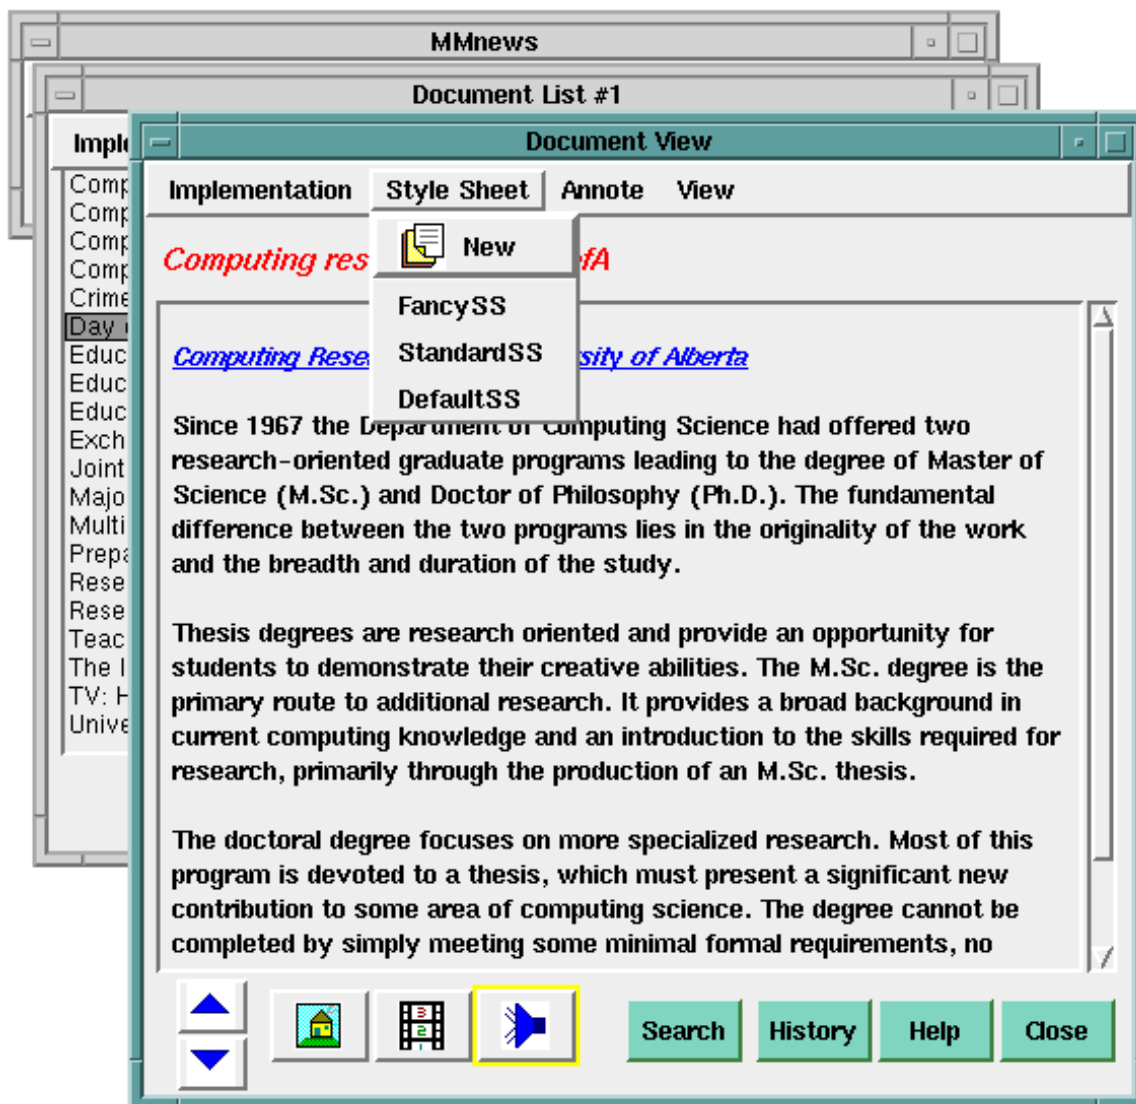 MMnews
Document List #1
Document View
Implementation Style Sheet Annote View
New
FancySS
StandardSS
DefaultSS
Computing res
Computing University of Alberta
Since 1967 the Department of Computing Science had offered two
research-oriented graduate programs leading to the degree of Master of
Science (M.Sc.) and Doctor of Philosophy (Ph.D.). The fundamental
difference between the two programs lies in the originality of the work
and the breadth and duration of the study.
Thesis degrees are research oriented and provide an opportunity for
students to demonstrate their creative abilities. The M.Sc. degree is the
primary route to additional research. It provides a broad background in
current computing knowledge and an introduction to the skills required for
research, primarily through the production of an M.Sc. thesis.
The doctoral degree focuses on more specialized research. Most of this
program is devoted to a thesis, which must present a significant new
contribution to some area of computing science. The degree cannot be
completed by simply meeting some minimal formal requirements, no
Search History Help Close
Imple
Comp
Comp
Comp
Comp
Crime
Day
Educ
Educ
Educ
Exch
Joint
Majo
Multi
Prepa
Rese
Rese
Teac
The I
TV: H
Unive